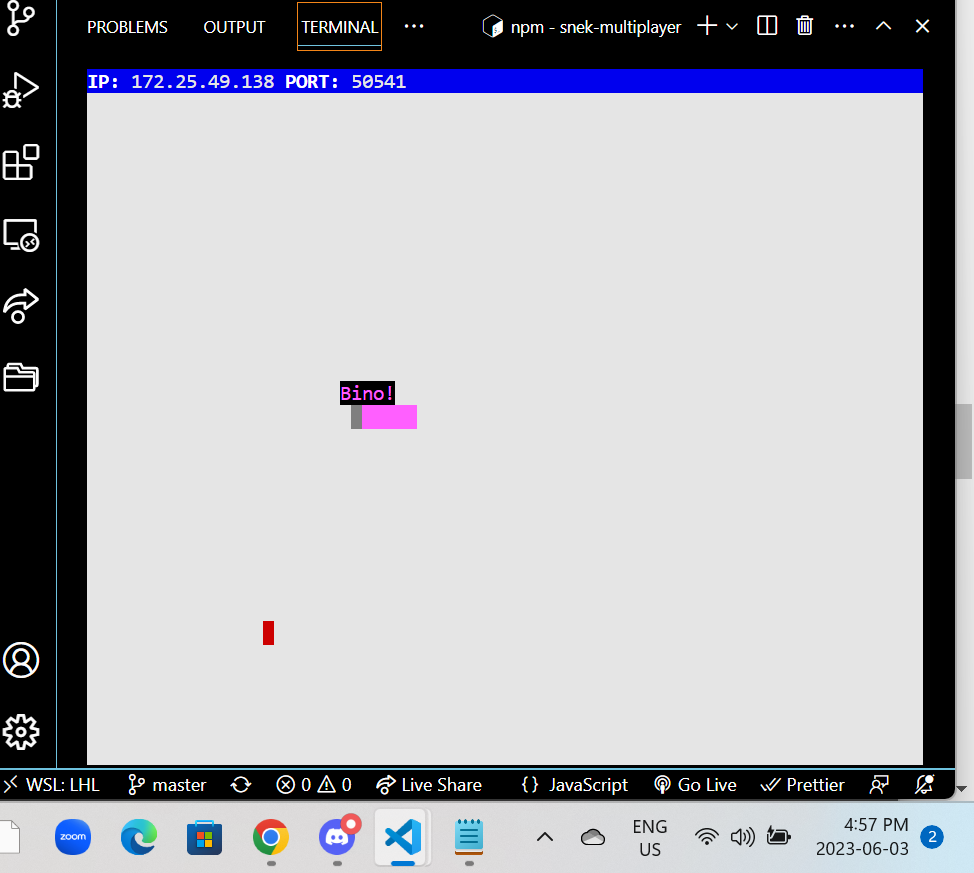 PROBLEMS OUTPUT TERMINAL ··· npm - snek-multiplayer
IP: 172.25.49.138 PORT: 50541
Bino!
WSL: LHL master 0 0 Live Share {} JavaScript Go Live Prettier
zoom
ENG
US
4:57 PM
2023-06-03
2